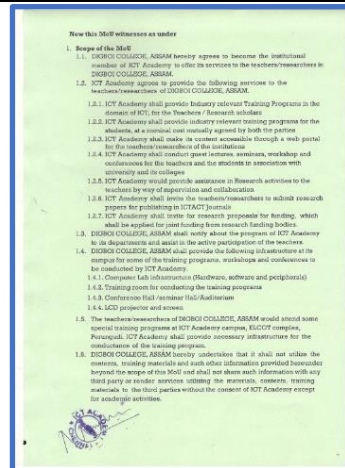 Now this MoU witnesses as under
1. Scope of the MoU
1.1. DIGBOI COLLEGE, ASSAM hereby agrees to become the institutional
member of ICT Academy to offer its services to the teachers/researchers in
DIGBOI COLLEGE, ASSAM.
1.2. ICT Academy agrees to provide the following services to the
teachers/researchers of DIGBOI COLLEGE, ASSAM.
1.2.1. ICT Academy shall provide Industry relevant Training Programs in the
domain of ICT, for the Teachers / Research scholars
1.2.2. ICT Academy shall provide industry relevant training programs for the
students, at a nominal cost mutually agreed by both the parties
1.2.3. ICT Academy shall make its content accessible through a web portal
for the teachers/researchers of the institutions
1.2.4. ICT Academy shall conduct guest lectures, seminars, workshop and
conferences for the teachers and the students in association with
university and its colleges
1.2.5. ICT Academy would provide assistance in Research activities to the
teachers by way of supervision and collaboration
1.2.6. ICT Academy shall invite the teachers/researchers to submit research
papers for publishing in ICTACT Journals
1.2.7. ICT Academy shall invite for research proposals for funding, which
shall be applied for joint funding from research funding bodies.
1.3. DIGBOI COLLEGE, ASSAM shall notify about the program of ICT Academy
to its departments and assist in the active participation of the teachers.
1.4. DIGBOI COLLEGE, ASSAM shall provide the following infrastructure at its
campus for some of the training programs, workshops and conferences to
be conducted by ICT Academy.
1.4.1. Computer Lab infrastructure (Hardware, software and peripherals)
1.4.2. Training room for conducting the training programs
1.4.3. Conference Hall /seminar Hall/Auditorium
1.4.4. LCD projector and screen
1.5. The teachers/researchers of DIGBOI COLLEGE, ASSAM would attend some
special training programs at ICT Academy campus, ELCOT complex,
Perungudi. ICT Academy shall provide necessary infrastructure for the
conductance of the training program.
1.6. DIGBOI COLLEGE, ASSAM hereby undertakes that it shall not utilize the
contents, training materials and such other information provided hereunder
beyond the scope of this MoU and shall not share such information with any
third party or render services utilizing the materials, contents, training
materials to the third parties without the consent of ICT Academy except
for academic activities.
ICT ACADEMY
CHENNAI